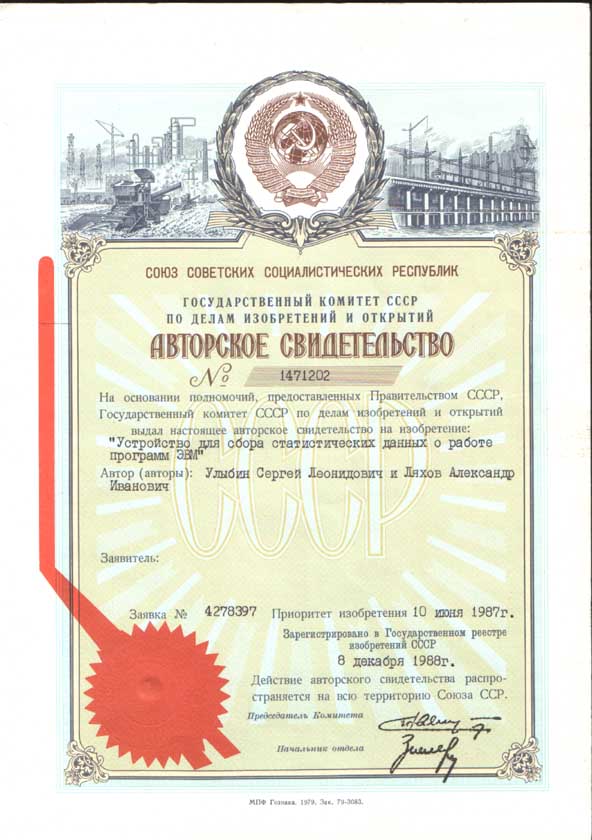 СОЮЗ СОВЕТСКИХ СОЦИАЛИСТИЧЕСКИХ РЕСПУБЛИК
ГОСУДАРСТВЕННЫЙ КОМИТЕТ СССР
ПО ДЕЛАМ ИЗОБРЕТЕНИЙ И ОТКРЫТИЙ
АВТОРСКОЕ СВИДЕТЕЛЬСТВО
№ 1471202
На основании полномочий, предоставленных Правительством СССР,
Государственный комитет СССР по делам изобретений и открытий
выдал настоящее авторское свидетельство на изобретение:
"Устройство для сбора статистических данных о работе
программ ЭВМ"
Автор (авторы): Улыбин Сергей Леонидович и Ляхов Александр
Иванович
СССР
Заявитель:
Заявка № 4278397 Приоритет изобретения 10 июня 1987г.
Зарегистрировано в Государственном реестре
изобретений СССР
8 декабря 1988г.
Действие авторского свидетельства распро-
страняется на всю территорию Союза ССР.
Председатель Комитета
Начальник отдела
МПФ Гознака. 1979. Зак. 79-3083.